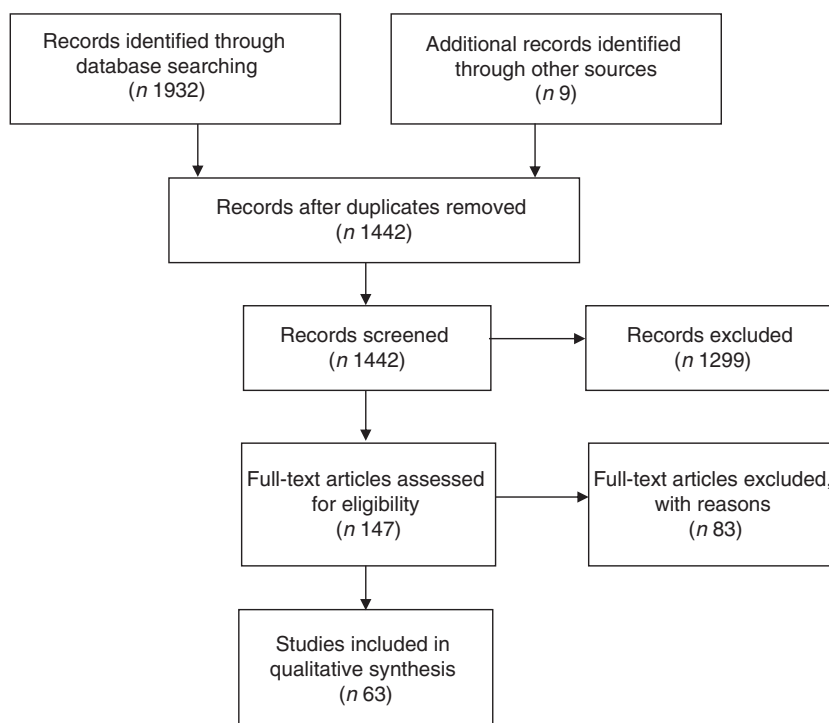 Records identified through
database searching
(n 1932)
Additional records identified
through other sources
(n 9)
Records after duplicates removed
(n 1442)
Records screened
(n 1442)
Records excluded
(n 1299)
Full-text articles assessed
for eligibility
(n 147)
Full-text articles excluded,
with reasons
(n 83)
Studies included in
qualitative synthesis
(n 63)